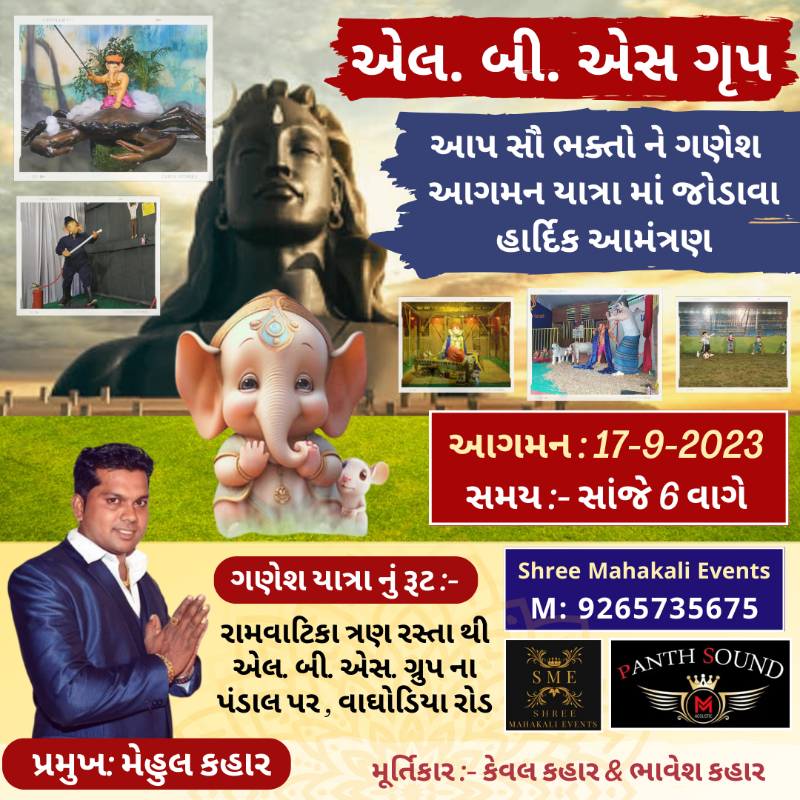 એલ. બી. એસ ગૃપ
આપ સૌ ભક્તો ને ગણેશ
આગમન યાત્રા માં જોડાવા
હાર્દિક આમંત્રણ
આગમન : 17-9-2023
સમય :- સાંજે 6 વાગે
ગણેશ યાત્રા નું રૂટ :-
રામવાટિકા ત્રણ રસ્તા થી
એલ. બી. એસ. ગ્રુપ ના
પંડાલ પર , વાઘોડિયા રોડ
Shree Mahakali Events
M: 9265735675
SME
SHREE
MAHAKALI EVENTS
PANTH SOUND
M
ACOUSTIC
પ્રમુખ: મેહુલ કહાર
મૂર્તિકાર :- કેવલ કહાર & ભાવેશ કહાર